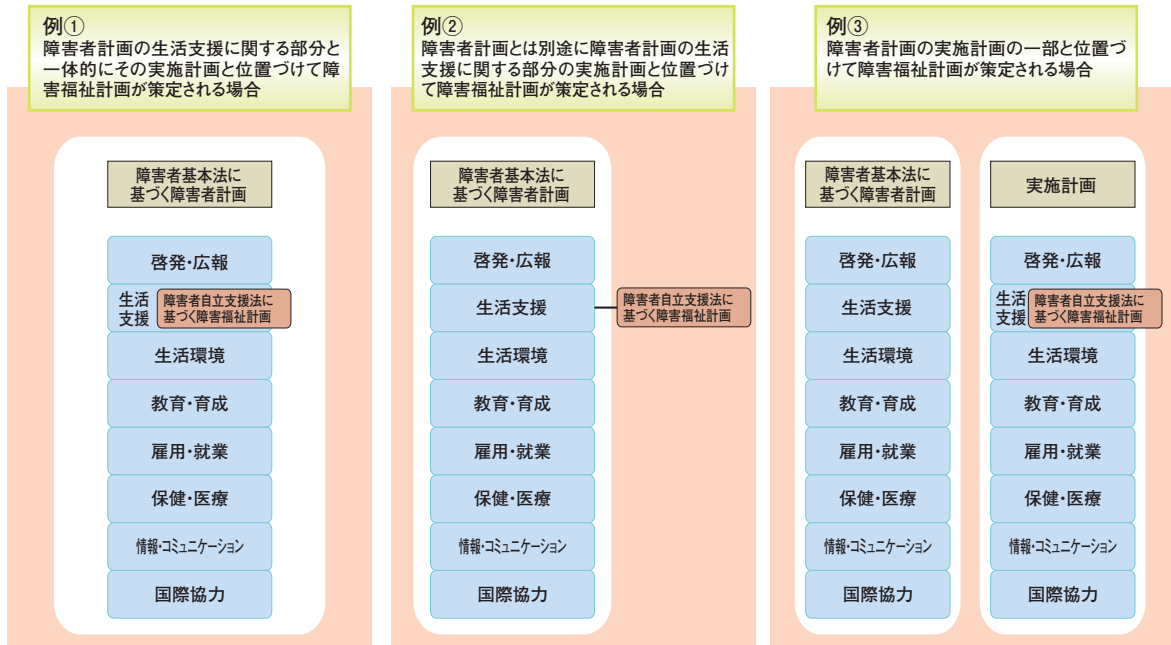 例①
障害者計画の生活支援に関する部分と
一体的にその実施計画と位置づけて障
害福祉計画が策定される場合
障害者基本法に
基づく障害者計画
啓発・広報
生活
支援
障害者自立支援法に
基づく障害福祉計画
生活環境
教育・育成
雇用・就業
保健・医療
情報・コミュニケーション
国際協力
例②
障害者計画とは別途に障害者計画の生活
支援に関する部分の実施計画と位置づけ
て障害福祉計画が策定される場合
障害者基本法に
基づく障害者計画
啓発・広報
生活支援
障害者自立支援法に
基づく障害福祉計画
生活環境
教育・育成
雇用・就業
保健・医療
情報・コミュニケーション
国際協力
例③
障害者計画の実施計画の一部と位置づ
けて障害福祉計画が策定される場合
障害者基本法に
基づく障害者計画
啓発・広報
生活支援
生活環境
教育・育成
雇用・就業
保健・医療
情報・コミュニケーション
国際協力
実施計画
啓発・広報
生活
支援
障害者自立支援法に
基づく障害福祉計画
生活環境
教育・育成
雇用・就業
保健・医療
情報・コミュニケーション
国際協力